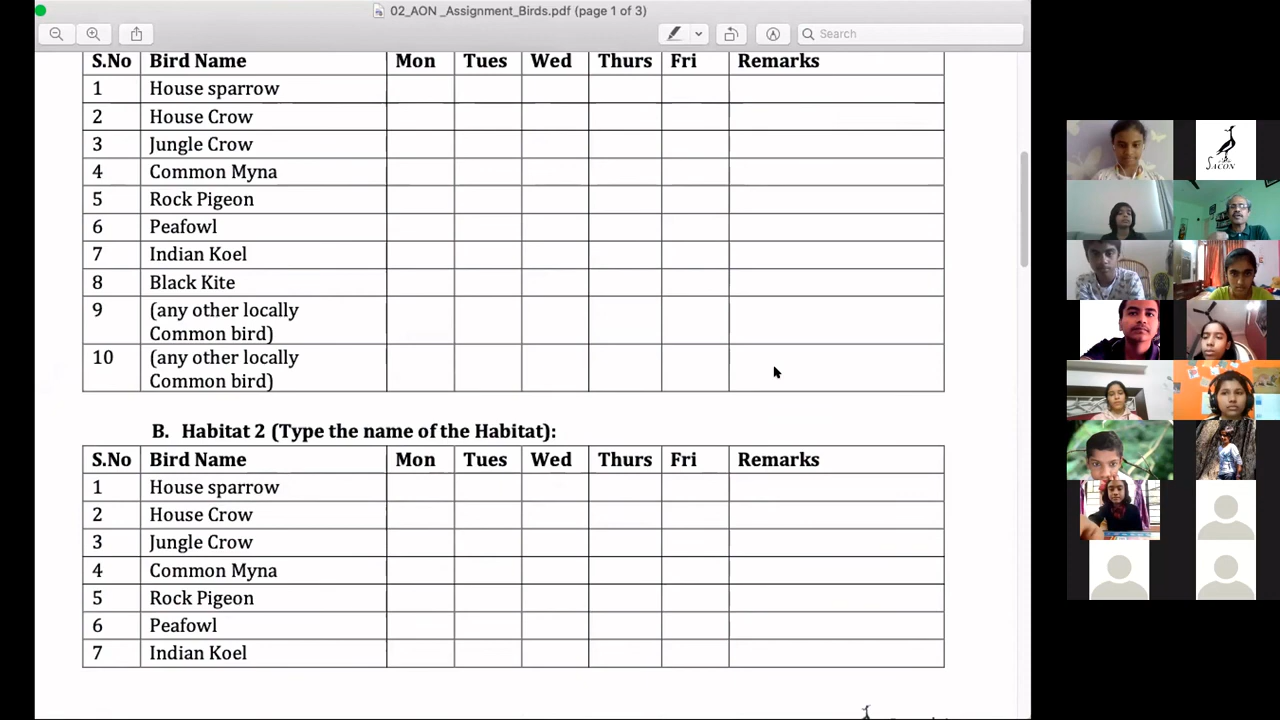 02_AON _Assignment_Birds.pdf (page 1 of 3)
Search
S.No Bird Name Mon Tues Wed Thurs Fri Remarks
1 House sparrow
2 House Crow
3 Jungle Crow
4 Common Myna
5 Rock Pigeon
6 Peafowl
7 Indian Koel
8 Black Kite
9 (any other locally
Common bird)
10 (any other locally
Common bird)
B. Habitat 2 (Type the name of the Habitat):
S.No Bird Name Mon Tues Wed Thurs Fri Remarks
1 House sparrow
2 House Crow
3 Jungle Crow
4 Common Myna
5 Rock Pigeon
6 Peafowl
7 Indian Koel
SACON